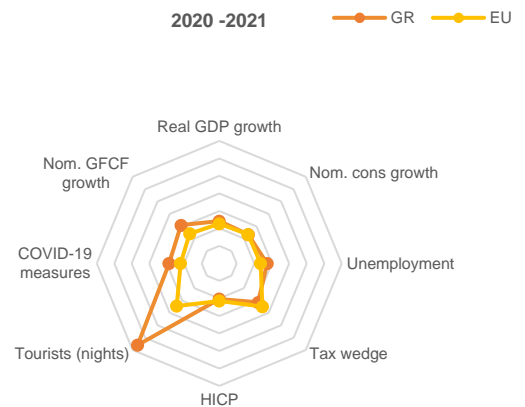 2020 -2021
GR
EU
Real GDP growth
Nom. GFCF
growth
Nom. cons growth
COVID-19
measures
Unemployment
Tourists (nights)
Tax wedge
HICP